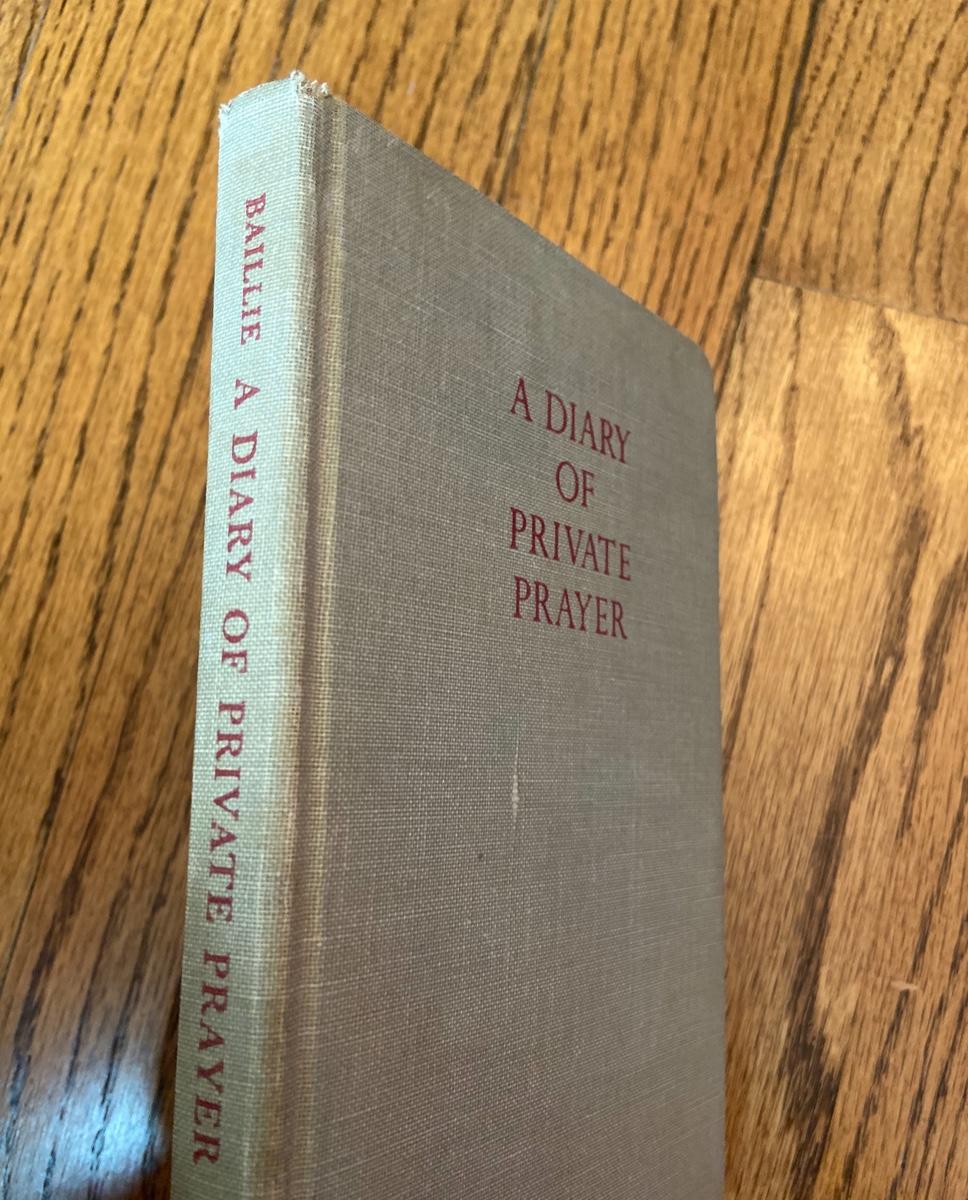 BAILLIE A DIARY OF PRIVATE PRAYER
A DIARY
OF
PRIVATE
PRAYER